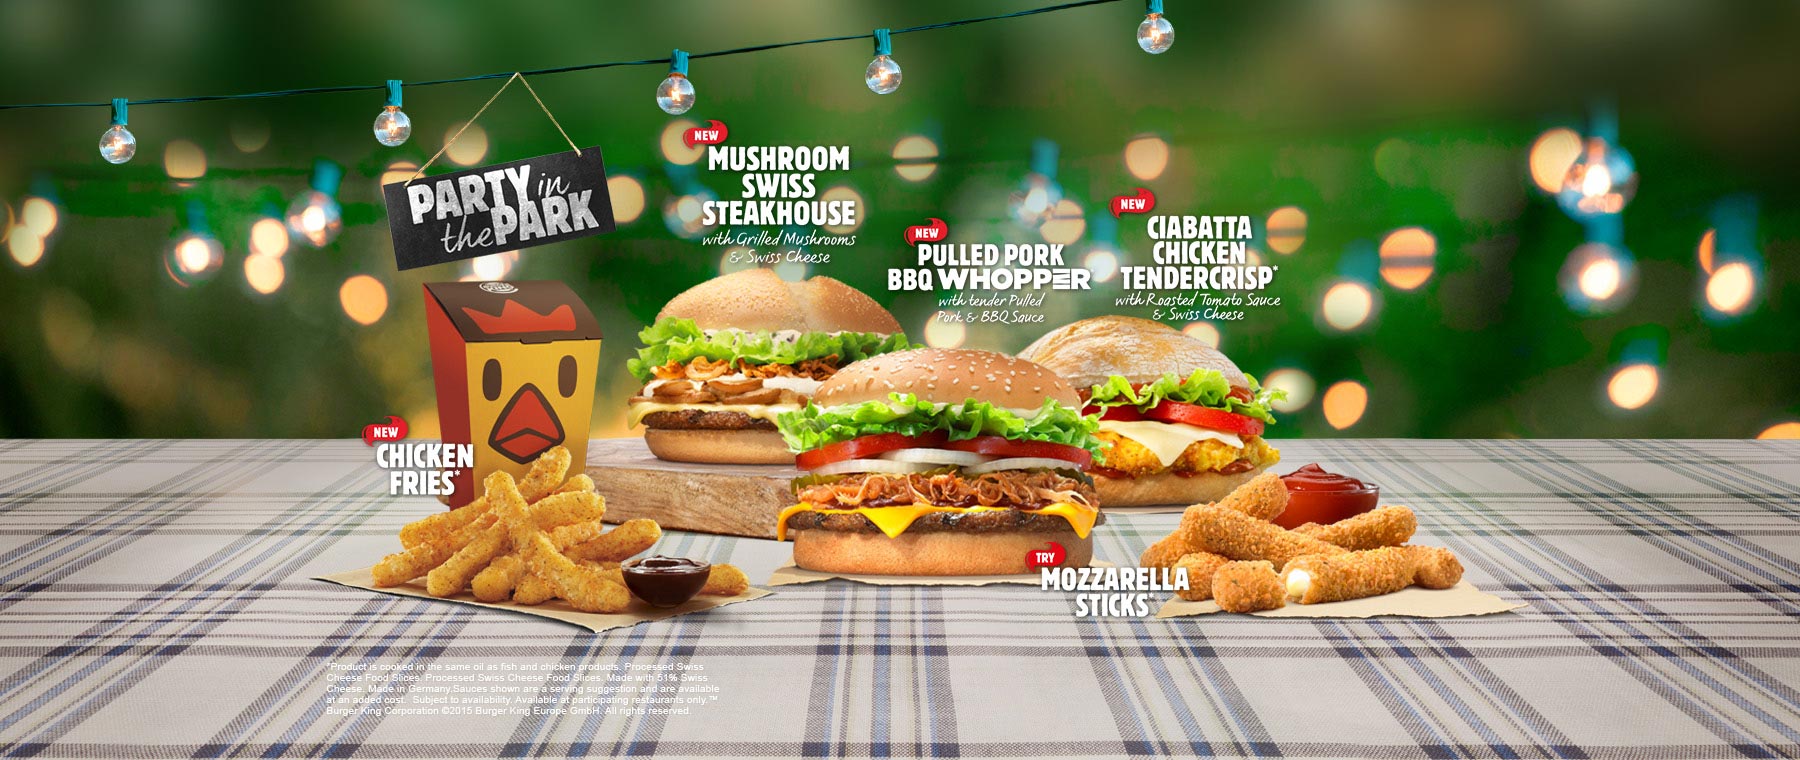 PARTY in
the PARK
NEW
MUSHROOM
SWISS
STEAKHOUSE
with Grilled Mushrooms
& Swiss Cheese
NEW
PULLED PORK
BBQ WHOPPER
with tender Pulled
Pork & BBQ Sauce
NEW
CIABATTA
CHICKEN
TENDERCRISP*
with Roasted Tomato Sauce
& Swiss Cheese
NEW
CHICKEN
FRIES*
TRY
MOZZARELLA
STICKS*
*Product is cooked in the same oil as fish and chicken products. Processed Swiss
Cheese Food Slices. Processed Swiss Cheese Food Slices. Made with 51% Swiss
Cheese. Made in Germany.Sauces shown are a serving suggestion and are available
at an added cost. Subject to availability. Available at participating restaurants only.™
Burger King Corporation ©2015 Burger King Europe GmbH. All rights reserved.